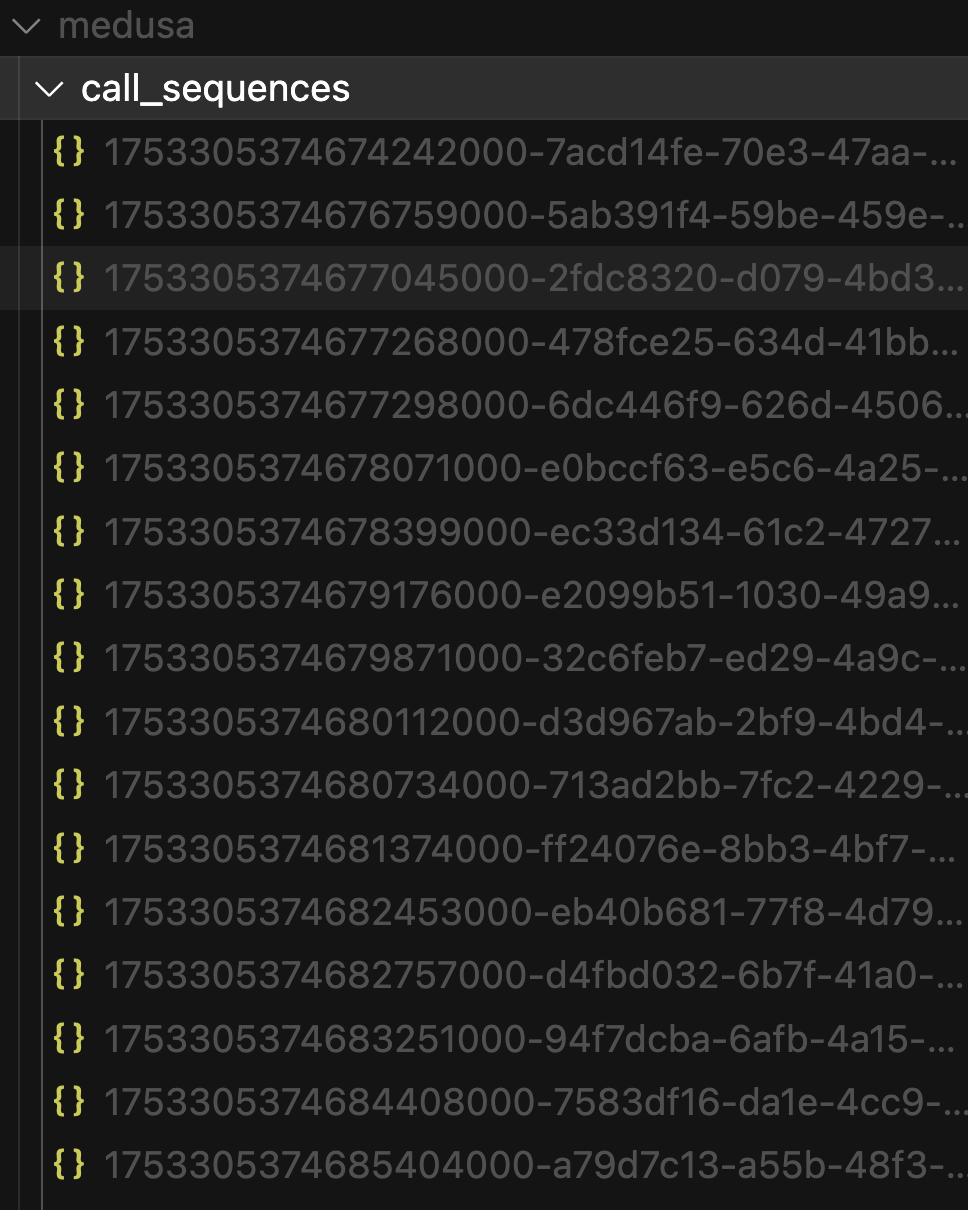 medusa
call_sequences
{} 1753305374674242000-7acd14fe-70e3-47aa-...
{} 1753305374676759000-5ab391f4-59be-459e-...
{} 1753305374677045000-2fdc8320-d079-4bd3...
{} 1753305374677268000-478fce25-634d-41bb...
{} 1753305374677298000-6dc446f9-626d-4506...
{} 1753305374678071000-e0bccf63-e5c6-4a25-...
{} 1753305374678399000-ec33d134-61c2-4727...
{} 1753305374679176000-e2099b51-1030-49a9...
{} 1753305374679871000-32c6feb7-ed29-4a9c-...
{} 1753305374680112000-d3d967ab-2bf9-4bd4-...
{} 1753305374680734000-713ad2bb-7fc2-4229-...
{} 1753305374681374000-ff24076e-8bb3-4bf7-...
{} 1753305374682453000-eb40b681-77f8-4d79...
{} 1753305374682757000-d4fbd032-6b7f-41a0-...
{} 1753305374683251000-94f7dcba-6afb-4a15-...
{} 1753305374684408000-7583df16-da1e-4cc9-...
{} 1753305374685404000-a79d7c13-a55b-48f3-...